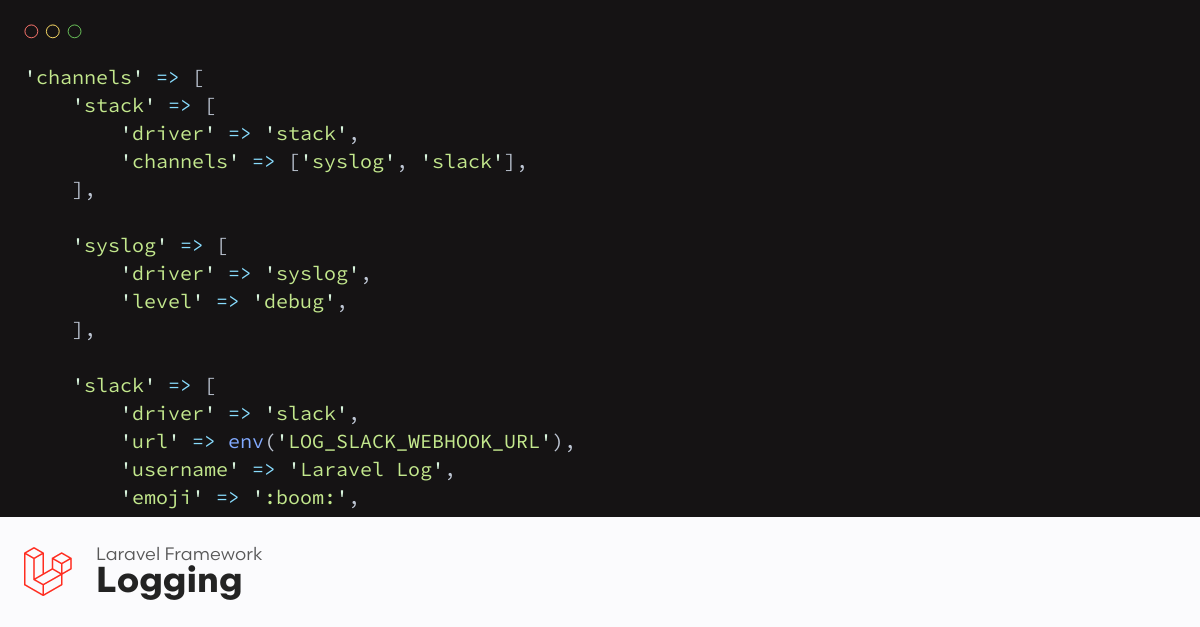 'channels' => [
    'stack' => [
        'driver' => 'stack',
        'channels' => ['syslog', 'slack'],
    ],

    'syslog' => [
        'driver' => 'syslog',
        'level' => 'debug',
    ],

    'slack' => [
        'driver' => 'slack',
        'url' => env('LOG_SLACK_WEBHOOK_URL'),
        'username' => 'Laravel Log',
        'emoji' => ':boom:',
Laravel Framework
Logging